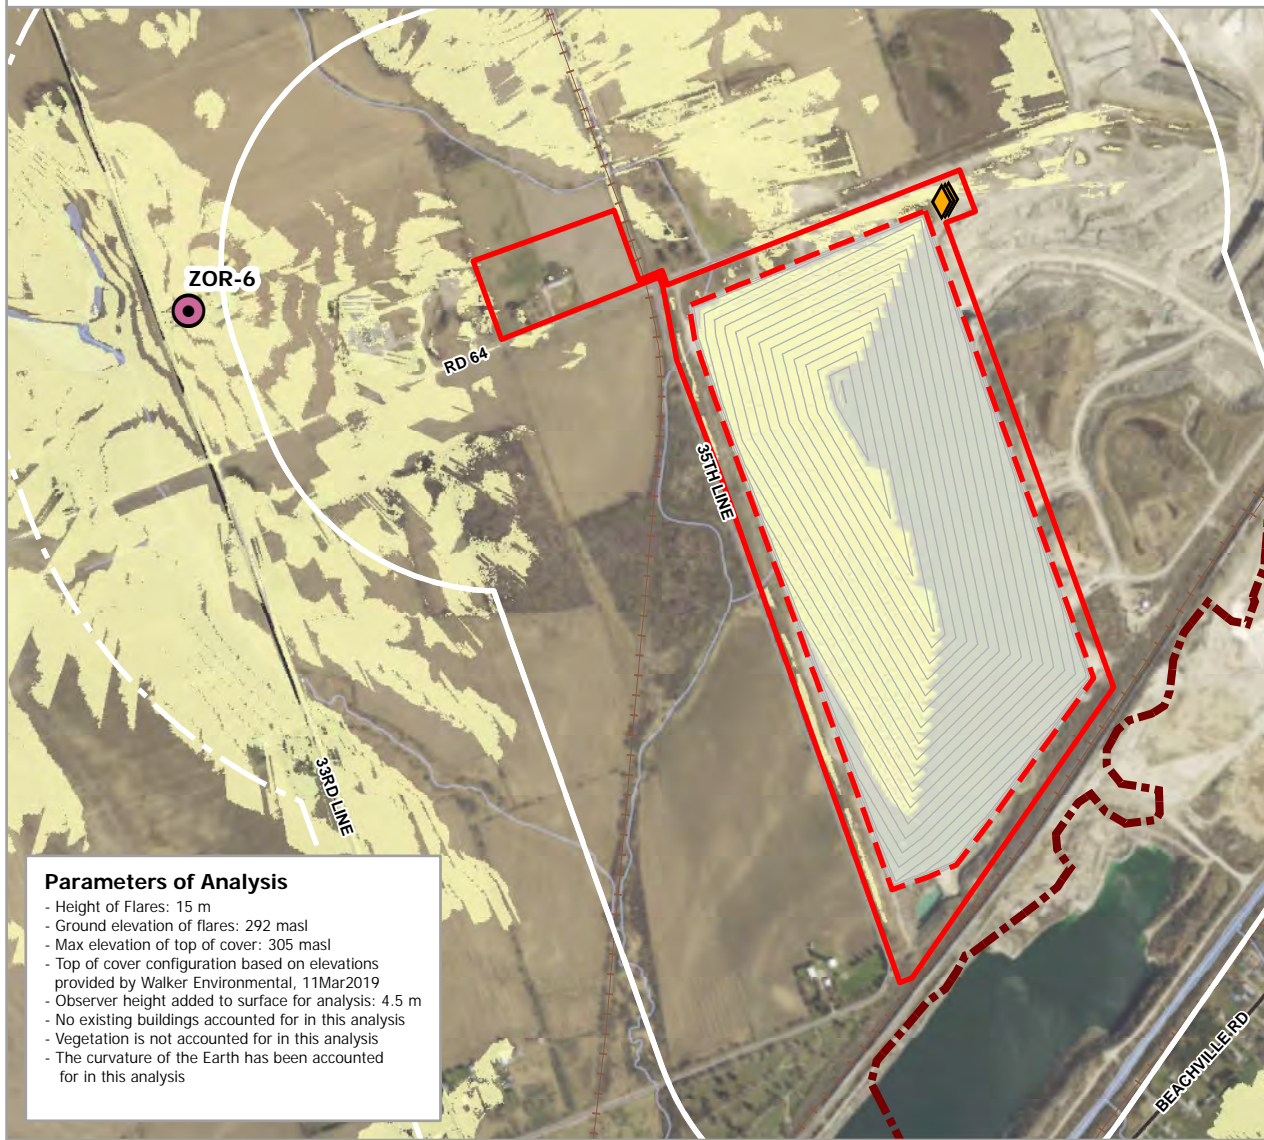 ZOR-6
RD 64
35TH LINE
33RD LINE
BEACHVILLE RD
Parameters of Analysis
- Height of Flares: 15 m
- Ground elevation of flares: 292 masl
- Max elevation of top of cover: 305 masl
- Top of cover configuration based on elevations
provided by Walker Environmental, 11Mar2019
- Observer height added to surface for analysis: 4.5 m
- No existing buildings accounted for in this analysis
- Vegetation is not accounted for in this analysis
- The curvature of the Earth has been accounted
for in this analysis